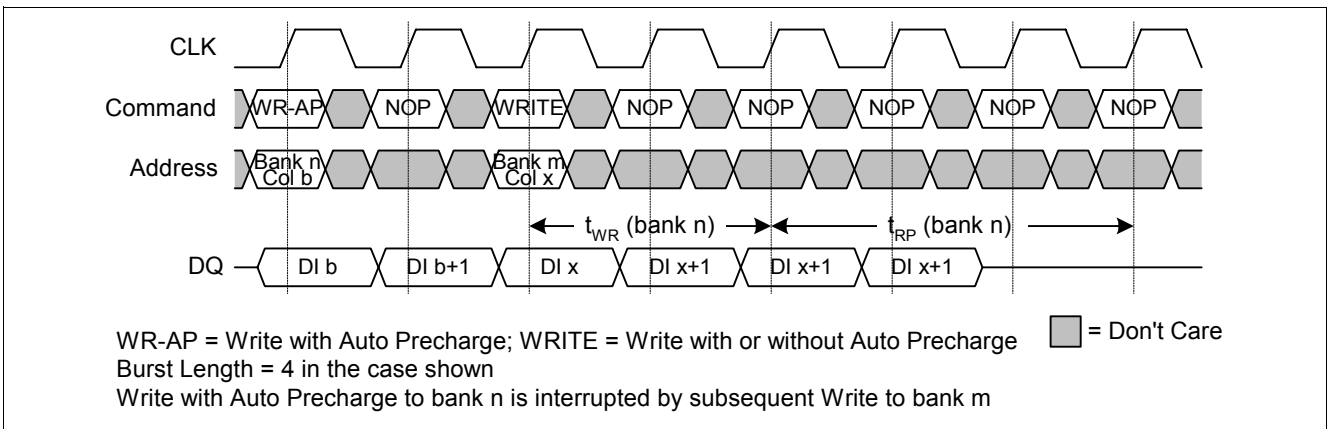 CLK
Command WR-AP NOP WRITE NOP NOP NOP NOP NOP
Address Bank n Col b Bank m Col x
tWR (bank n) tRP (bank n)
DQ DI b DI b+1 DI x DI x+1 DI x+1 DI x+1
WR-AP = Write with Auto Precharge; WRITE = Write with or without Auto Precharge = Don't Care
Burst Length = 4 in the case shown
Write with Auto Precharge to bank n is interrupted by subsequent Write to bank m